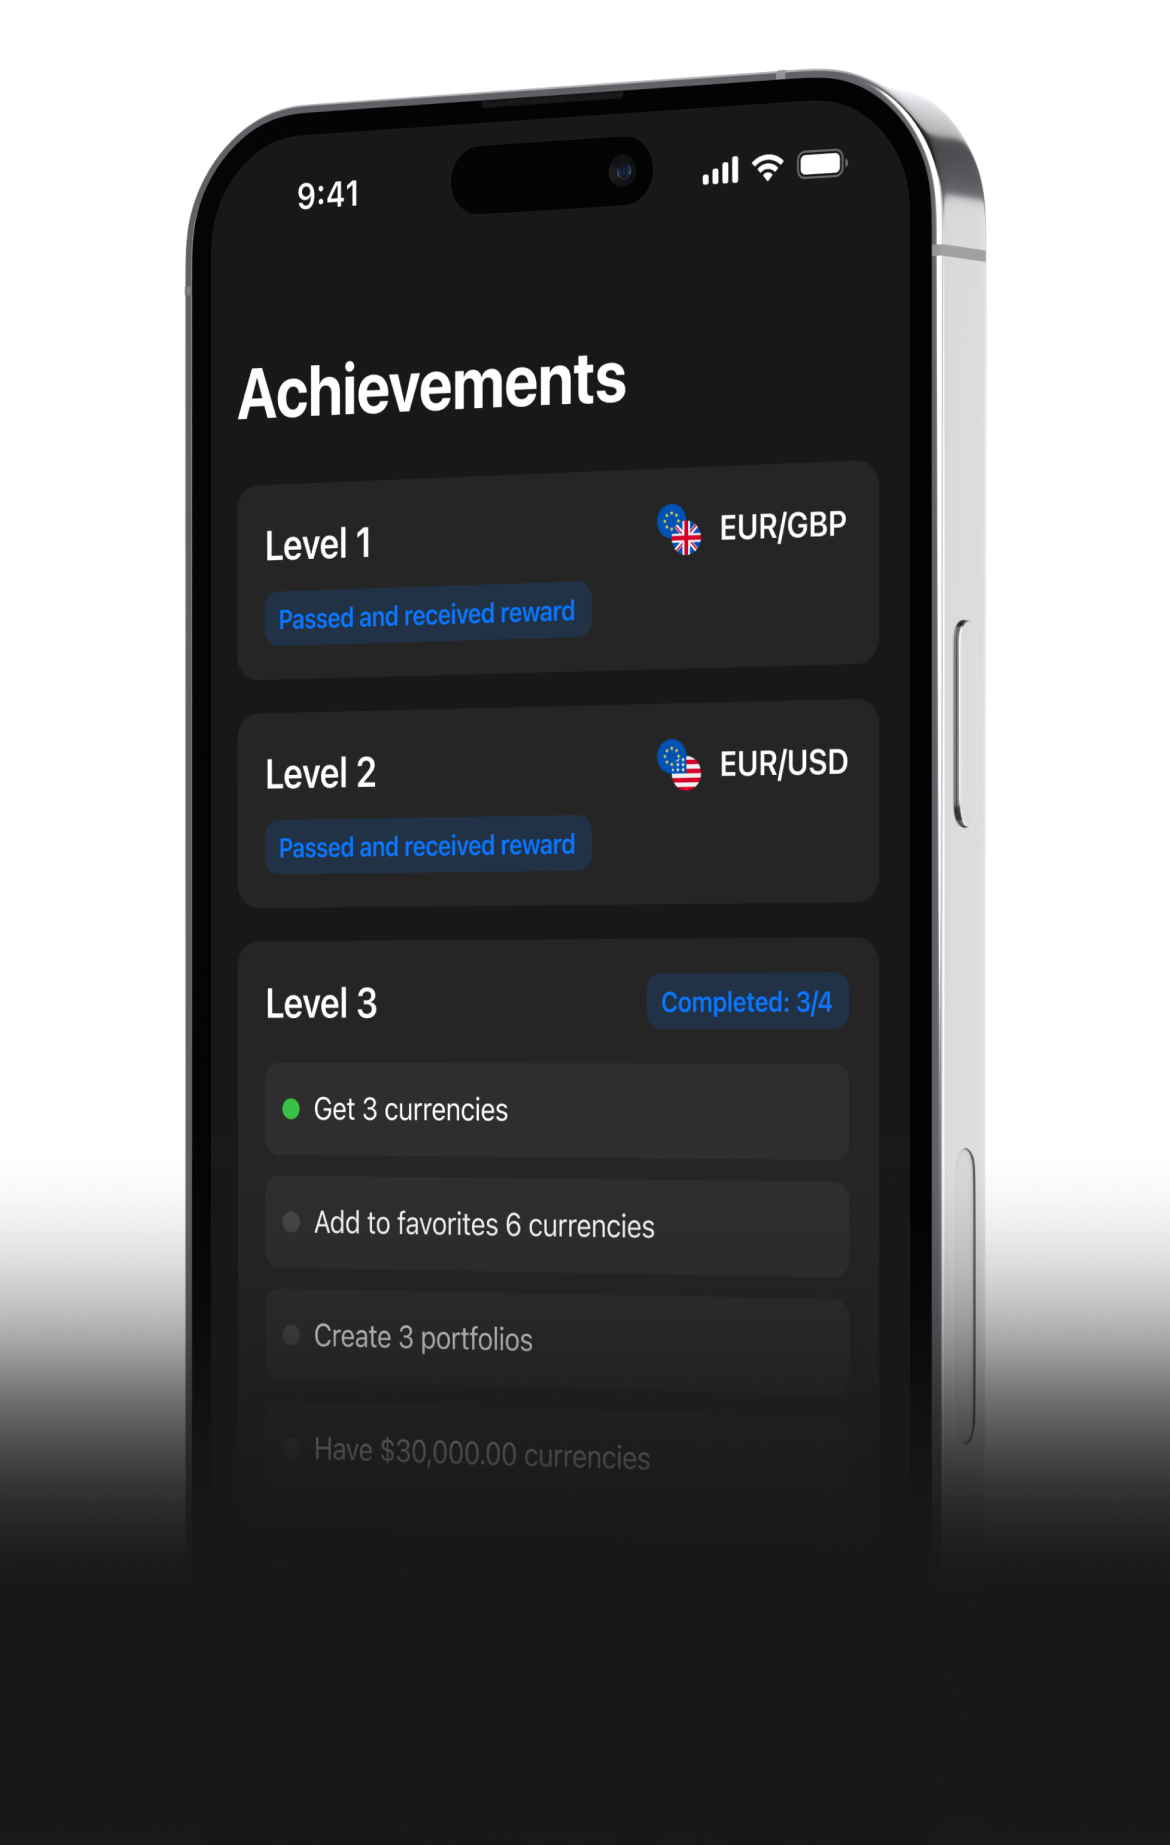 9:41
Achievements
Level 1
EUR/GBP
Passed and received reward
Level 2
EUR/USD
Passed and received reward
Level 3
Completed: 3/4
Get 3 currencies
Add to favorites 6 currencies
Create 3 portfolios
Have $30,000.00 currencies